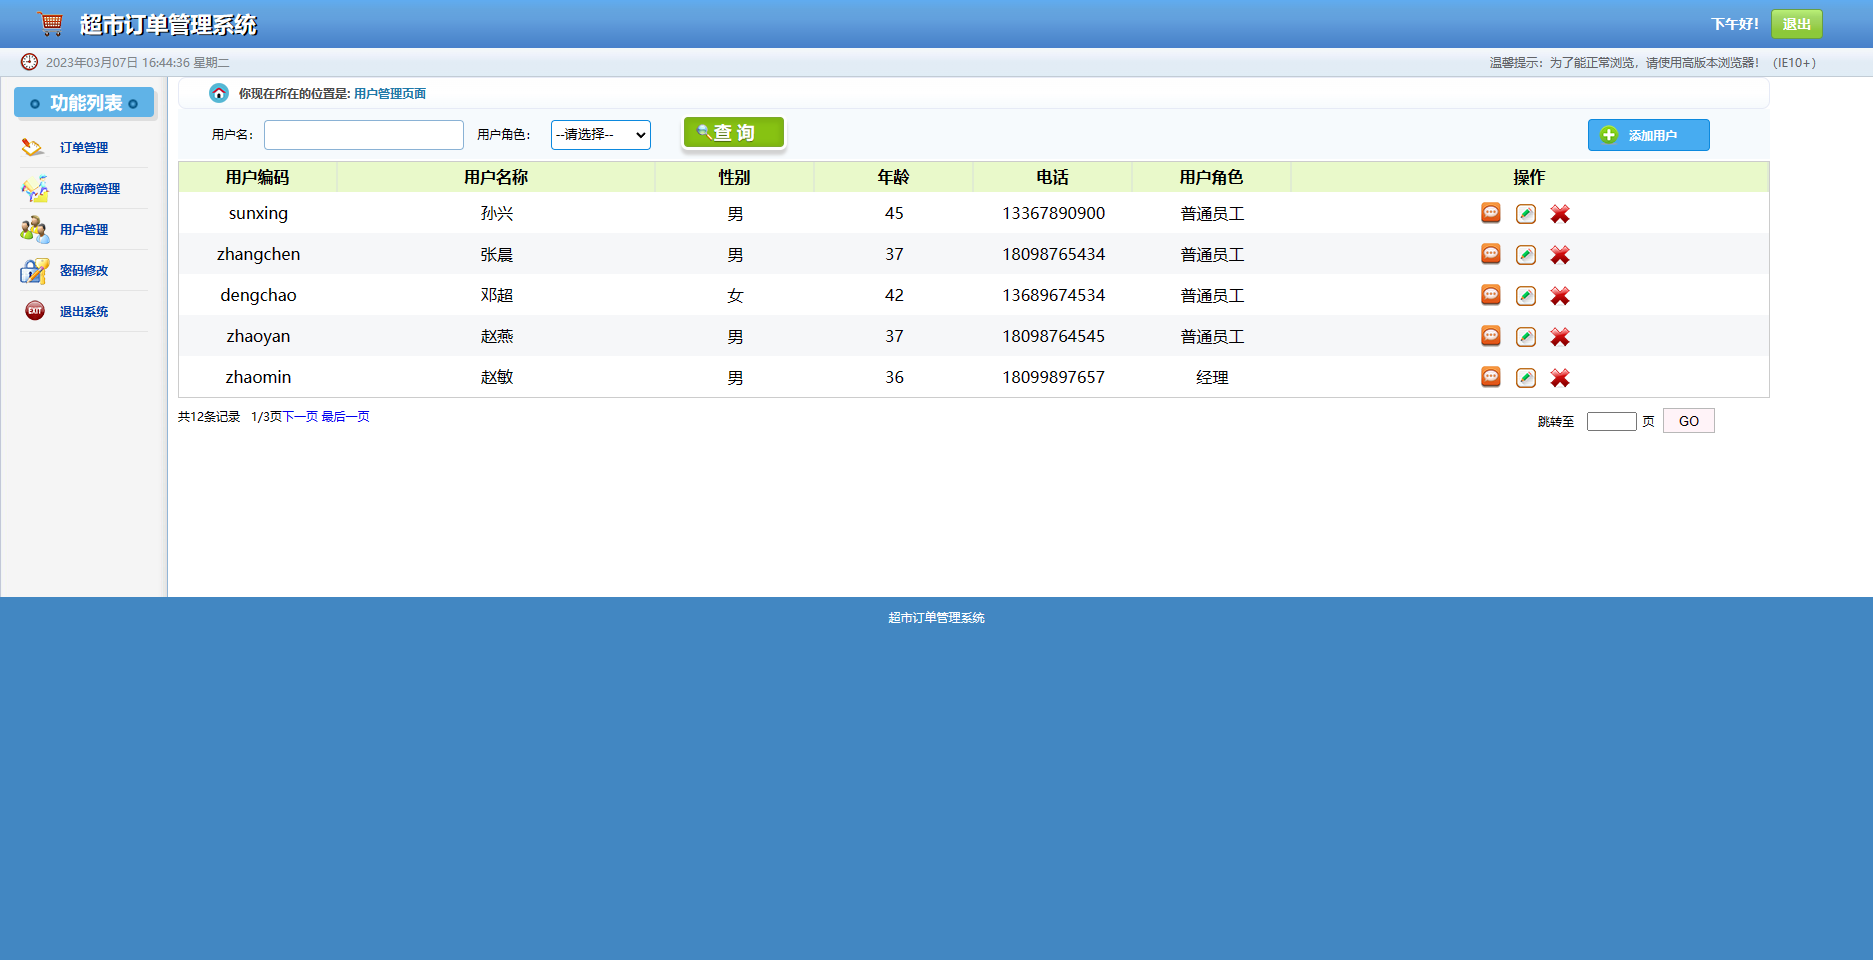 超市订单管理系统
下午好! 退出
2023年03月07日 16:44:36 星期二
温馨提示：为了能正常浏览，请使用高版本浏览器！（IE10+）
功能列表
订单管理
供应商管理
用户管理
密码修改
EXIT 退出系统
你现在所在的位置是: 用户管理页面
用户名： 用户角色： --请选择-- 查 询 添加用户
用户编码 用户名称 性别 年龄 电话 用户角色 操作
sunxing 孙兴 男 45 13367890900 普通员工
zhangchen 张晨 男 37 18098765434 普通员工
dengchao 邓超 女 42 13689674534 普通员工
zhaoyan 赵燕 男 37 18098764545 普通员工
zhaomin 赵敏 男 36 18099897657 经理
共12条记录 1/3页下一页 最后一页
跳转至 页 GO
超市订单管理系统